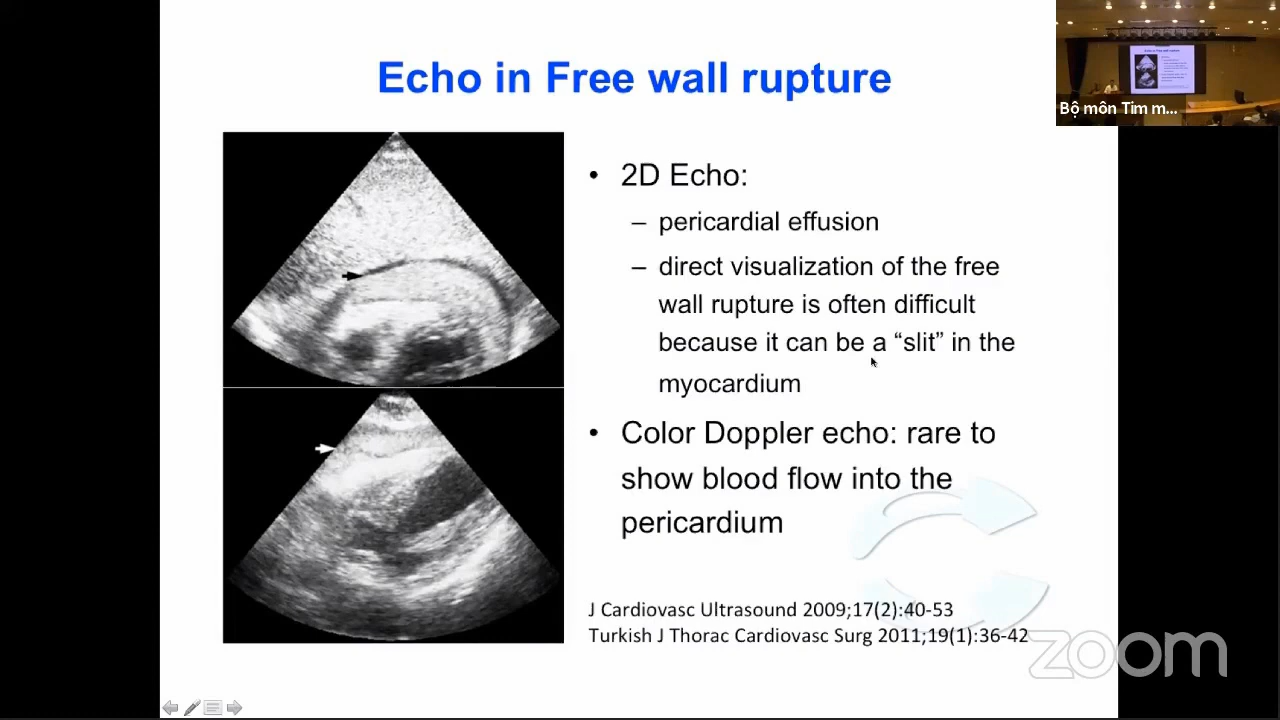 Echo in Free wall rupture
Bộ môn Tim m...
• 2D Echo:
– pericardial effusion
– direct visualization of the free
wall rupture is often difficult
because it can be a “slit” in the
myocardium
• Color Doppler echo: rare to
show blood flow into the
pericardium
J Cardiovasc Ultrasound 2009;17(2):40-53
Turkish J Thorac Cardiovasc Surg 2011;19(1):36-42
zoom